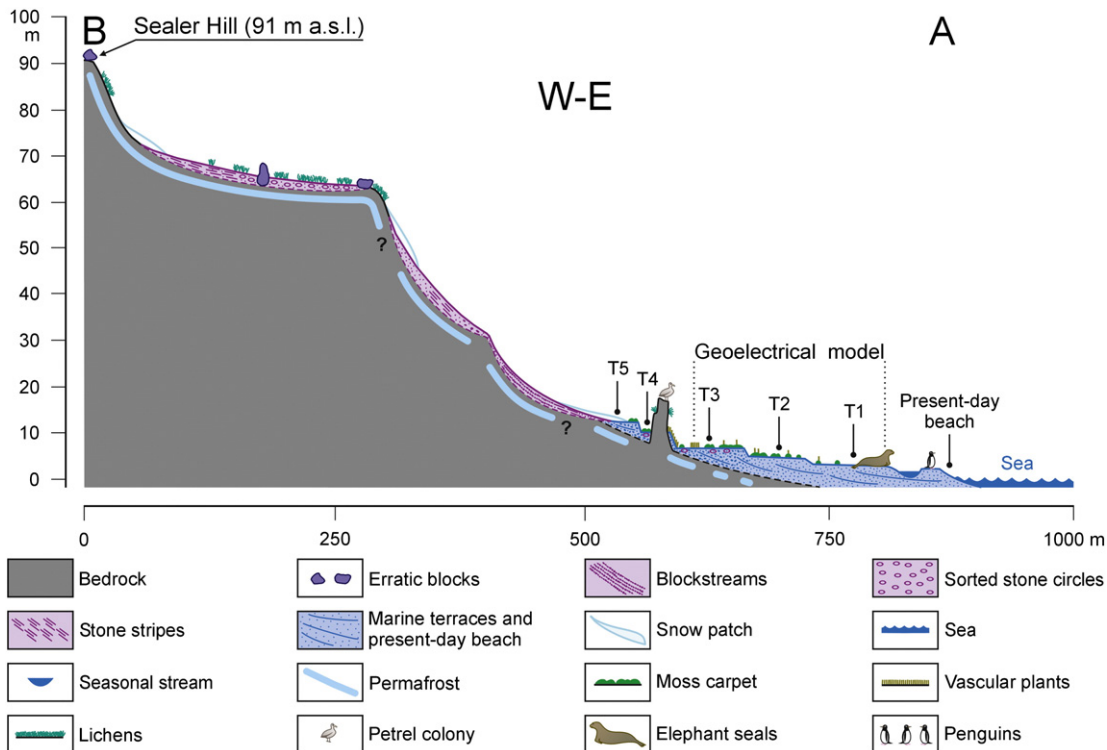 100
m
90
80
70
60
50
40
30
20
10
0
B
Sealer Hill (91 m a.s.l.)
A
W-E
?
?
Geoelectrical model
T5
T4
T3
T2
T1
Present-day
beach
Sea
0
250
500
750
1000 m
Bedrock
Erratic blocks
Blockstreams
Sorted stone circles
Stone stripes
Marine terraces and
present-day beach
Snow patch
Sea
Seasonal stream
Permafrost
Moss carpet
Vascular plants
Lichens
Petrel colony
Elephant seals
Penguins